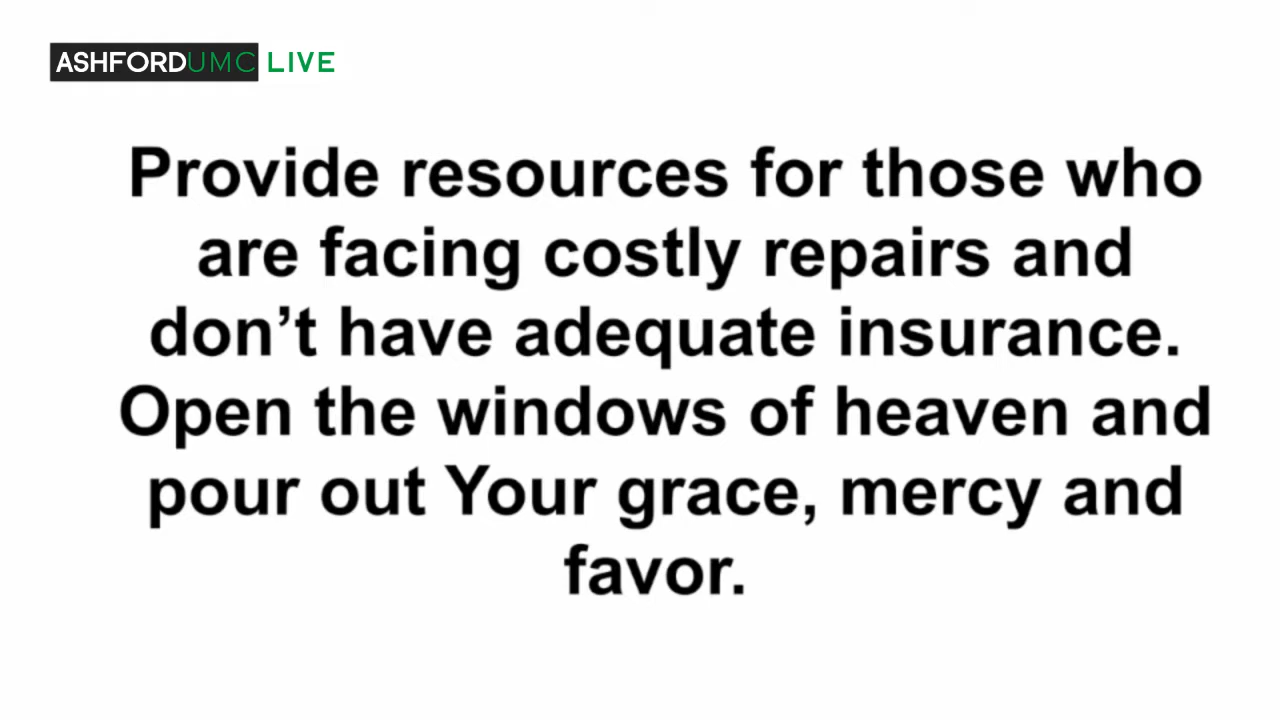 ASHFORDUMC LIVE
Provide resources for those who
are facing costly repairs and
don’t have adequate insurance.
Open the windows of heaven and
pour out Your grace, mercy and
favor.